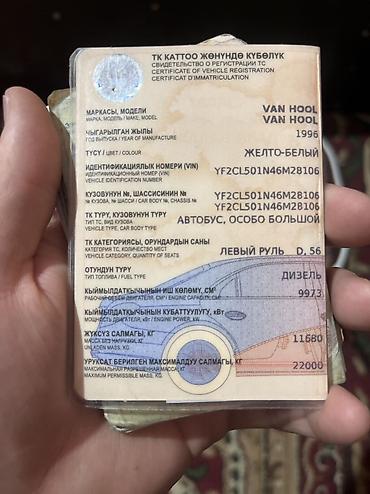 ТК КАТТОО ЖӨНҮНДӨ КҮБӨЛҮК
СВИДЕТЕЛЬСТВО О РЕГИСТРАЦИИ ТС
CERTIFICATE OF VEHICLE REGISTRATION
CERTIFICAT D'IMMATRICULATION
МАРКАСЫ, МОДЕЛИ VAN HOOL
МАРКА, МОДЕЛЬ / MAKE, MODEL VAN HOOL
ЧЫГАРЫЛГАН ЖЫЛЫ 1996
ГОД ВЫПУСКА / YEAR OF MANUFACTURE
ТҮСҮ / ЦВЕТ / COLOUR ЖЕЛТО-БЕЛЫЙ
ИДЕНТИФИКАЦИЯЛЫК НОМЕРИ (VIN)
ИДЕНТИФИКАЦИОННЫЙ НОМЕР (VIN) YF2CL501N46M28106
VEHICLE IDENTIFICATION NUMBER
КУЗОВУНУН №, ШАССИСИНИН № YF2CL501N46M28106
№ КУЗОВА, № ШАССИ / CAR BODY №, CHASSIS № YF2CL501N46M28106
ТК ТҮРҮ, КУЗОВУНУН ТҮРҮ АВТОБУС, ОСОБО БОЛЬШОЙ
ТИП ТС, ВИД КУЗОВА
VEHICLE TYPE, CAR BODY TYPE
ТК КАТЕГОРИЯСЫ, ОРУНДАРДЫН САНЫ
КАТЕГОРИЯ ТС, КОЛИЧЕСТВО МЕСТ ЛЕВЫЙ РУЛЬ D, 56
VEHICLE CATEGORY, QUANTITY OF SEATS
ОТУНДУН ТҮРҮ ДИЗЕЛЬ
ТИП ТОПЛИВА / FUEL TYPE
КЫЙМЫЛДАТКЫЧЫНЫН ИШ КӨЛӨМҮ, СМ³ 9973
РАБОЧИЙ ОБЪЕМ ДВИГАТЕЛЯ, СМ³ / ENGINE CAPACITY, CM³
КЫЙМЫЛДАТКЫЧЫНЫН КУБАТТУУЛУГУ, кВт
МОЩНОСТЬ ДВИГАТЕЛЯ, кВт / ENGINE POWER, kW
ЖҮКСҮЗ САЛМАГЫ, КГ 11680
МАССА БЕЗ НАГРУЗКИ, КГ
UNLADEN MASS, KG
УРУКСАТ БЕРИЛГЕН МАКСИМАЛДУУ САЛМАГЫ, КГ 22000
МАКСИМАЛЬНАЯ РАЗРЕШЕННАЯ МАССА, КГ
MAXIMUM PERMISSIBLE MASS, KG